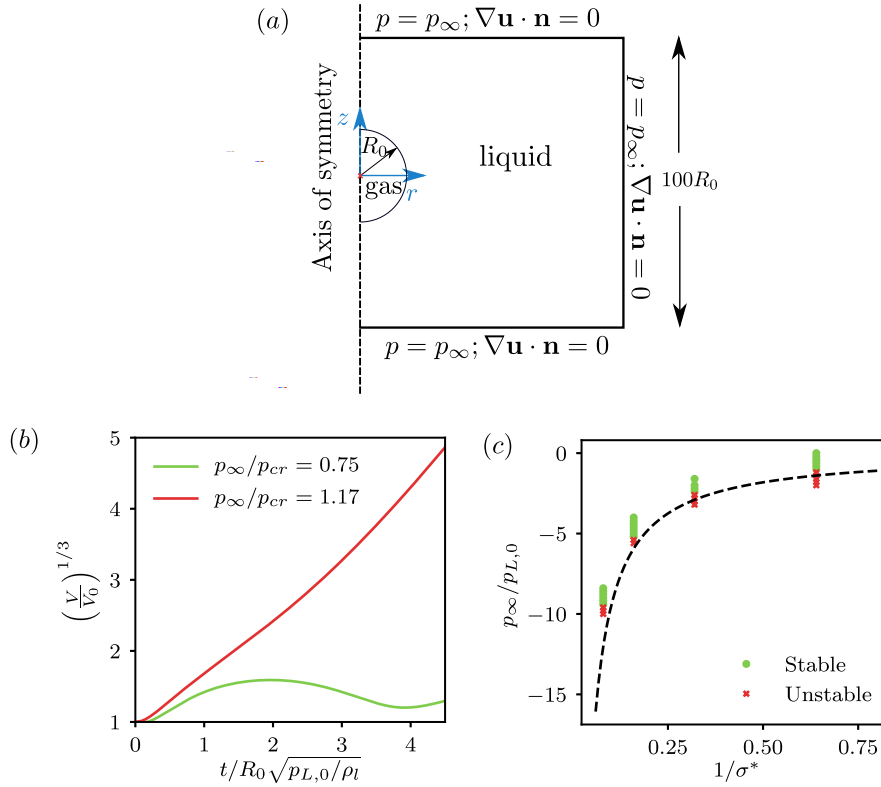 (a)
p = p∞; ∇u · n = 0
Axis of symmetry
z
R0
gas
r
liquid
p = p∞; ∇u · n = 0
100R0
p = p∞; ∇u · n = 0
(b)
5
4
3
2
1
(V/V0)^1/3
p∞/pcr = 0.75
p∞/pcr = 1.17
0
1
2
3
4
t/R0√pL,0/ρl
(c)
0
−5
−10
−15
p∞/pL,0
Stable
Unstable
0.25
0.50
0.75
1/σ*